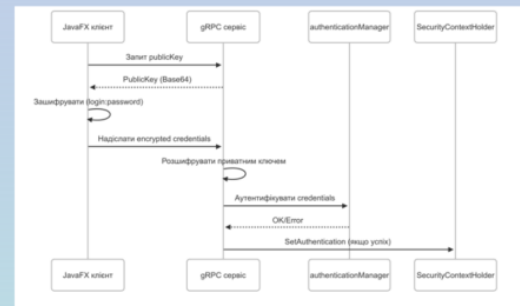 JavaFX клієнт
gRPC сервіс
authenticationManager
SecurityContextHolder
Запит publicKey
PublicKey (Base64)
Зашифрувати (login:password)
Надіслати encrypted credentials
Розшифрувати приватним ключем
Аутентифікувати credentials
OK/Error
SetAuthentication (якщо успіх)
JavaFX клієнт
gRPC сервіс
authenticationManager
SecurityContextHolder